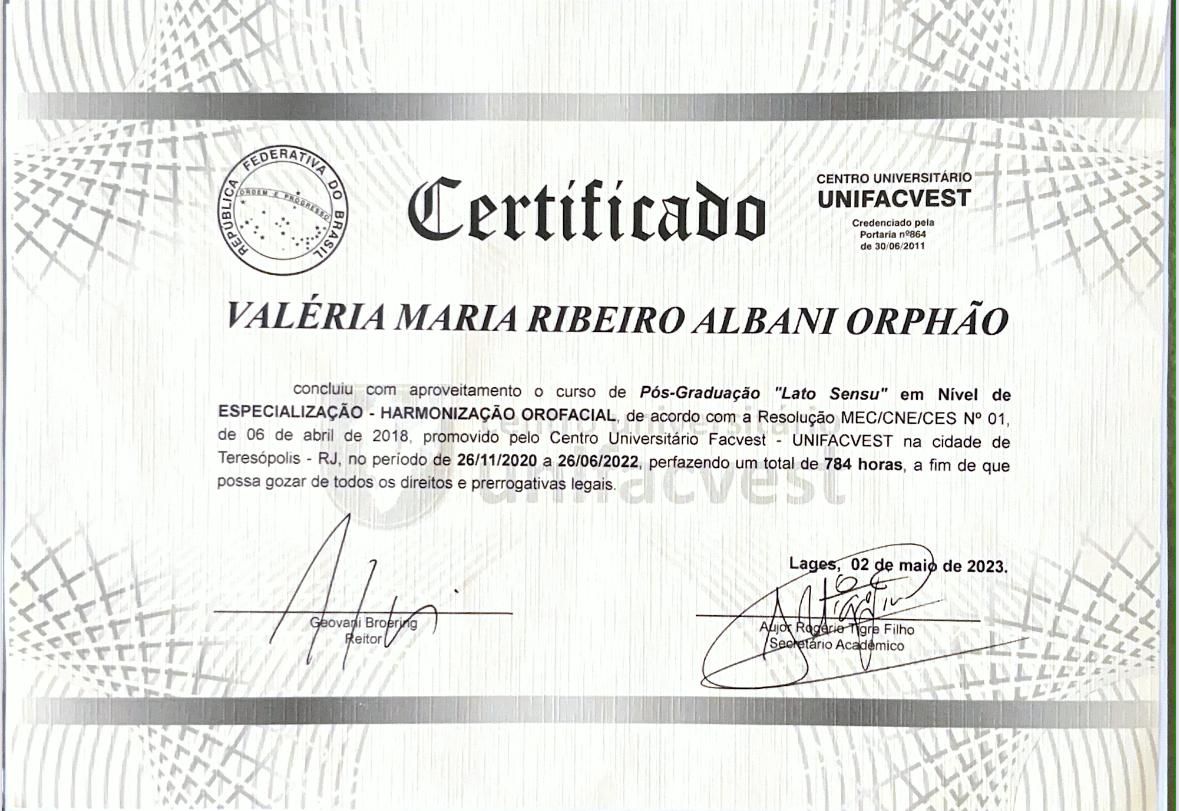 REPÚBLICA FEDERATIVA DO BRASIL
ORDEM E PROGRESSO
Certificado
CENTRO UNIVERSITÁRIO
UNIFACVEST
Credenciado pela
Portaria nº864
de 30/06/2011
VALÉRIA MARIA RIBEIRO ALBANI ORPHÃO
concluiu com aproveitamento o curso de Pós-Graduação "Lato Sensu" em Nível de
ESPECIALIZAÇÃO - HARMONIZAÇÃO OROFACIAL, de acordo com a Resolução MEC/CNE/CES Nº 01,
de 06 de abril de 2018, promovido pelo Centro Universitário Facvest - UNIFACVEST na cidade de
Teresópolis - RJ, no período de 26/11/2020 a 26/06/2022, perfazendo um total de 784 horas, a fim de que
possa gozar de todos os direitos e prerrogativas legais.
centro universitário
unifacvest
Lages, 02 de maio de 2023.
Geovani Broering
Reitor
Aujor Rogério Tigre Filho
Secretário Acadêmico